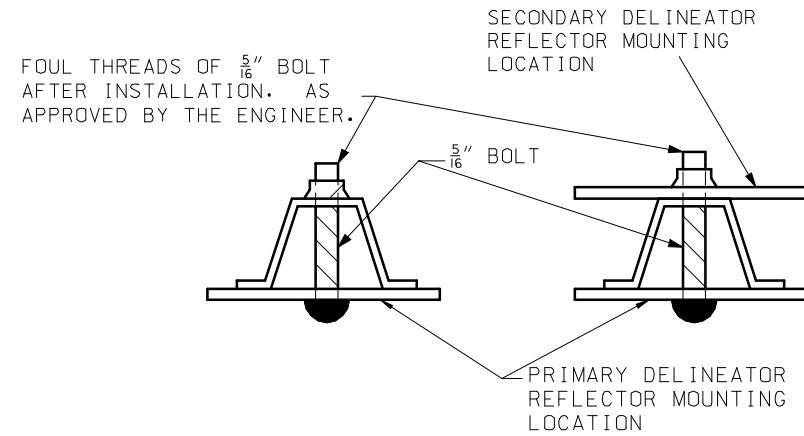 SECONDARY DELINEATOR
REFLECTOR MOUNTING
LOCATION
FOUL THREADS OF 5/16" BOLT
AFTER INSTALLATION. AS
APPROVED BY THE ENGINEER.
5/16" BOLT
PRIMARY DELINEATOR
REFLECTOR MOUNTING
LOCATION